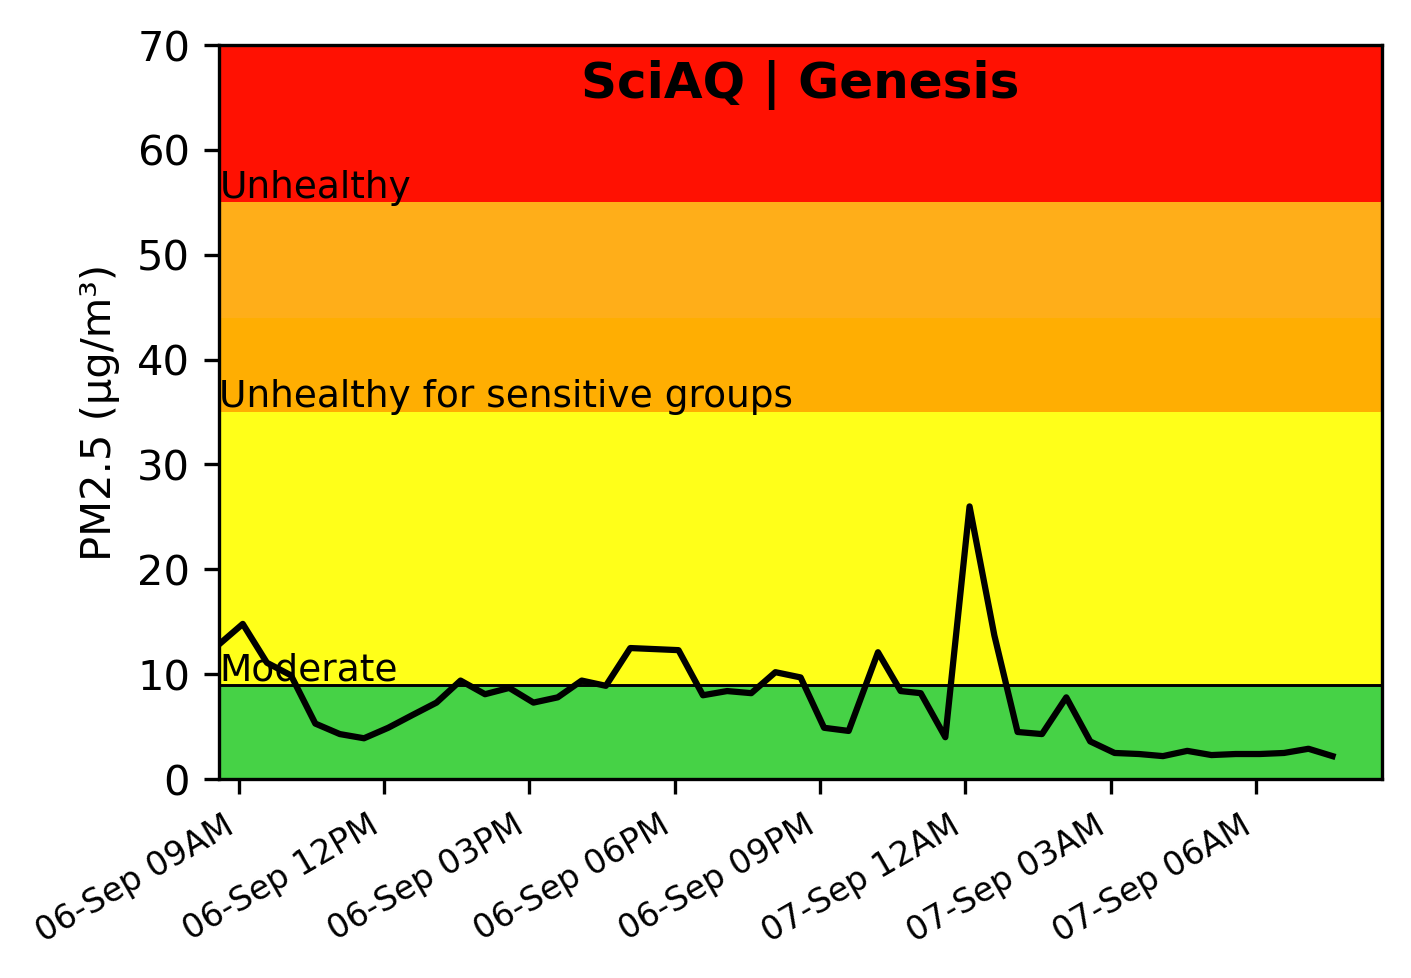 SciAQ | Genesis
PM2.5 (µg/m³)
70
60
50
40
30
20
10
0
Unhealthy
Unhealthy for sensitive groups
Moderate
06-Sep 09AM
06-Sep 12PM
06-Sep 03PM
06-Sep 06PM
06-Sep 09PM
07-Sep 12AM
07-Sep 03AM
07-Sep 06AM